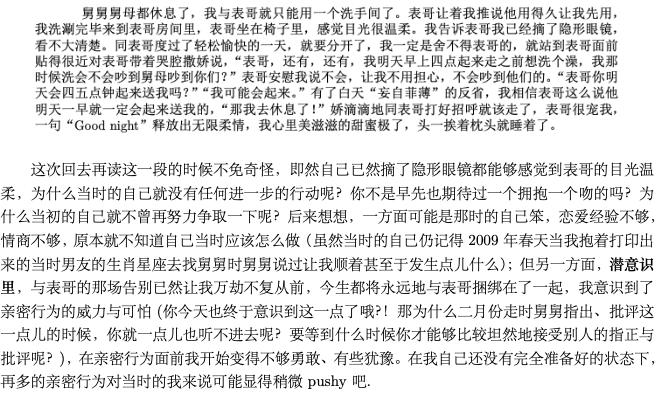 舅舅舅母都休息了，我与表哥就只能用一个洗手间了。表哥让着我推说他用得久让我先用，
我洗涮完毕来到表哥房间里，表哥坐在椅子里，感觉目光很温柔。我告诉表哥我已经摘了隐形眼镜，
看不大清楚。同表哥度过了轻松愉快的一天，就要分开了，我一定是舍不得表哥的，就站到表哥面前
贴得很近对表哥带着哭腔撒娇说，“表哥，还有，还有，我明天早上四点起来走之前想洗个澡，我那
时候洗会不会吵到舅母吵到你们？” 表哥安慰我说不会，让我不用担心，不会吵到他们的。“表哥你明
天会四五点钟起来送我吗？” “我可能会起来。” 有了白天 “妄自菲薄” 的反省，我相信表哥这么说他
明天一早就一定会起来送我的，“那我去休息了！” 娇滴滴地同表哥打好招呼就该走了，表哥很宠我，
一句 “Good night” 释放出无限柔情，我心里美滋滋的甜蜜极了，头一挨着枕头就睡着了。
这次回去再读这一段的时候不免奇怪，即然自己已然摘了隐形眼镜都能够感觉到表哥的目光温
柔，为什么当时的自己就没有任何进一步的行动呢？你不是早先也期待过一个拥抱一个吻的吗？为
什么当初的自己就不曾再努力争取一下呢？后来想想，一方面可能是那时的自己笨，恋爱经验不够，
情商不够，原本就不知道自己当时应该怎么做（虽然当时的自己仍记得 2009 年春天当我抱着打印出
来的当时男友的生肖星座去找舅舅时舅舅说过让我顺着甚至于发生点儿什么）；但另一方面，潜意识
里，与表哥的那场告别已然让我万劫不复从前，今生都将永远地与表哥捆绑在了一起，我意识到了
亲密行为的威力与可怕 (你今天也终于意识到这一点了哦?！那为什么二月份走时舅舅指出、批评这
一点儿的时候，你就一点儿也听不进去呢？要等到什么时候你才能够比较坦然地接受别人的指正与
批评呢？)，在亲密行为面前我开始变得不够勇敢、有些犹豫。在我自己还没有完全准备好的状态下，
再多的亲密行为对当时的我来说可能显得稍微 pushy 吧.